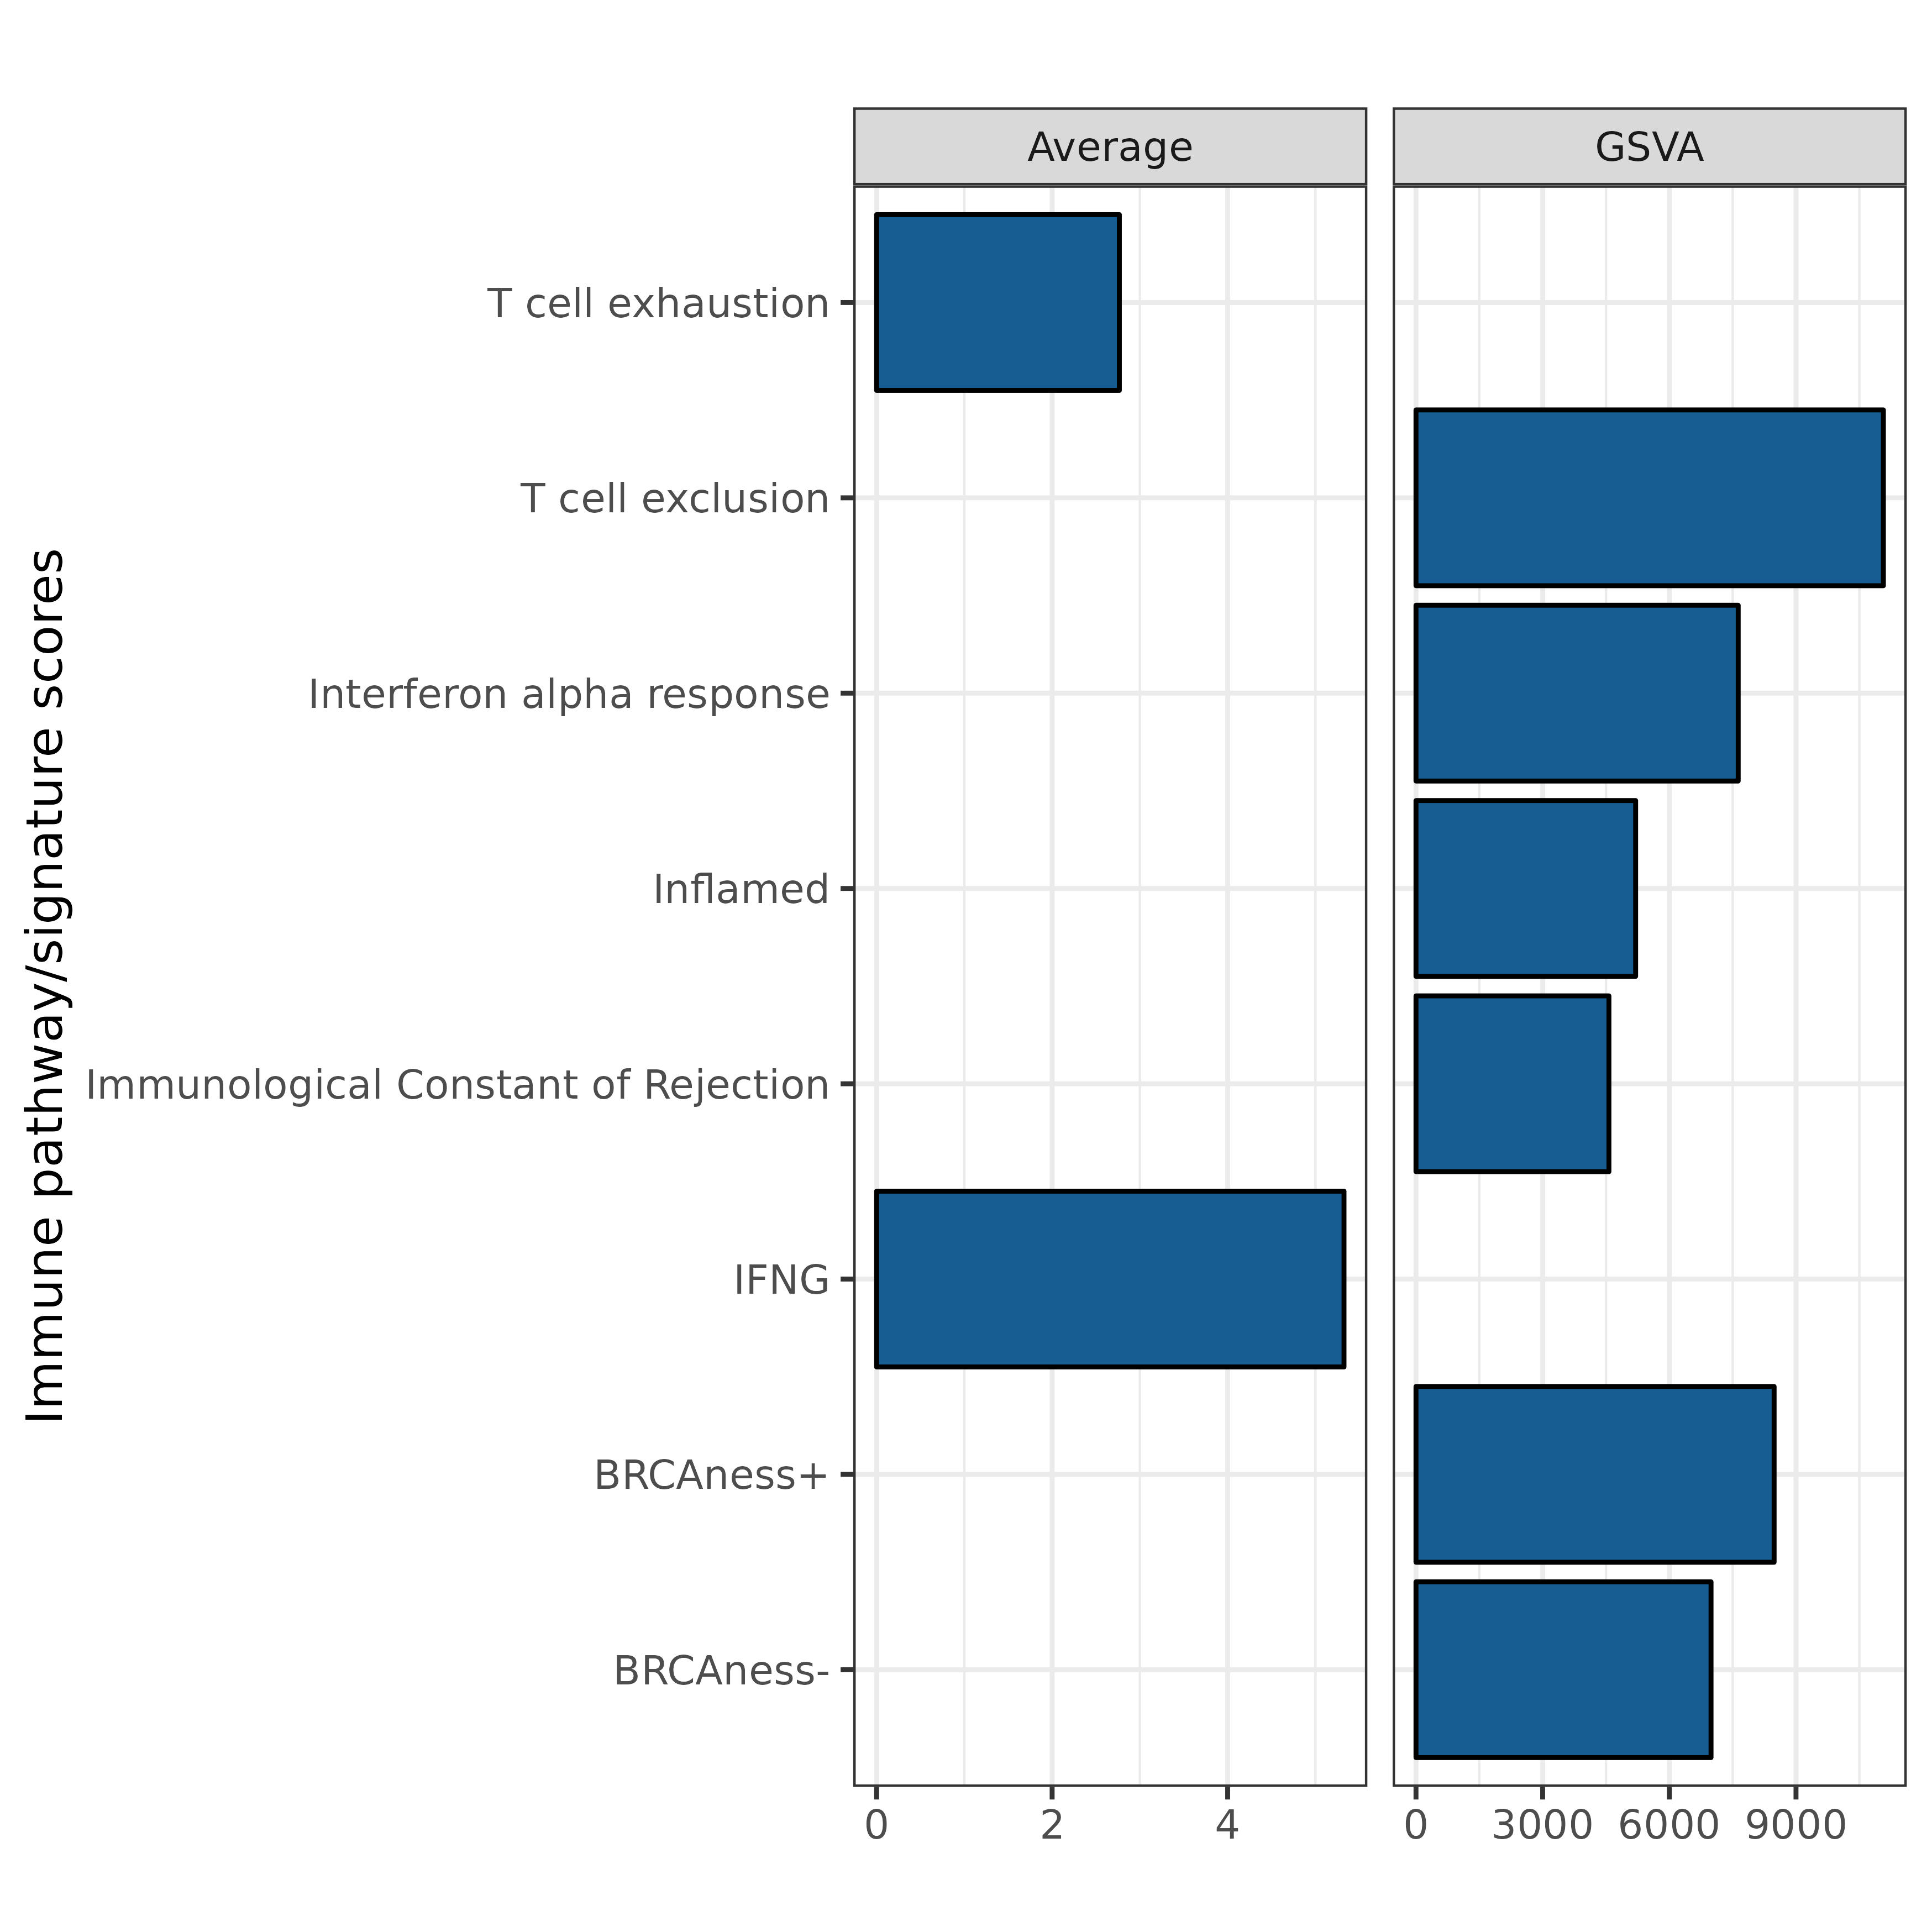 Average
GSVA
Immune pathway/signature scores
T cell exhaustion
T cell exclusion
Interferon alpha response
Inflamed
Immunological Constant of Rejection
IFNG
BRCAness+
BRCAness-
0 2 4
0 3000 6000 9000